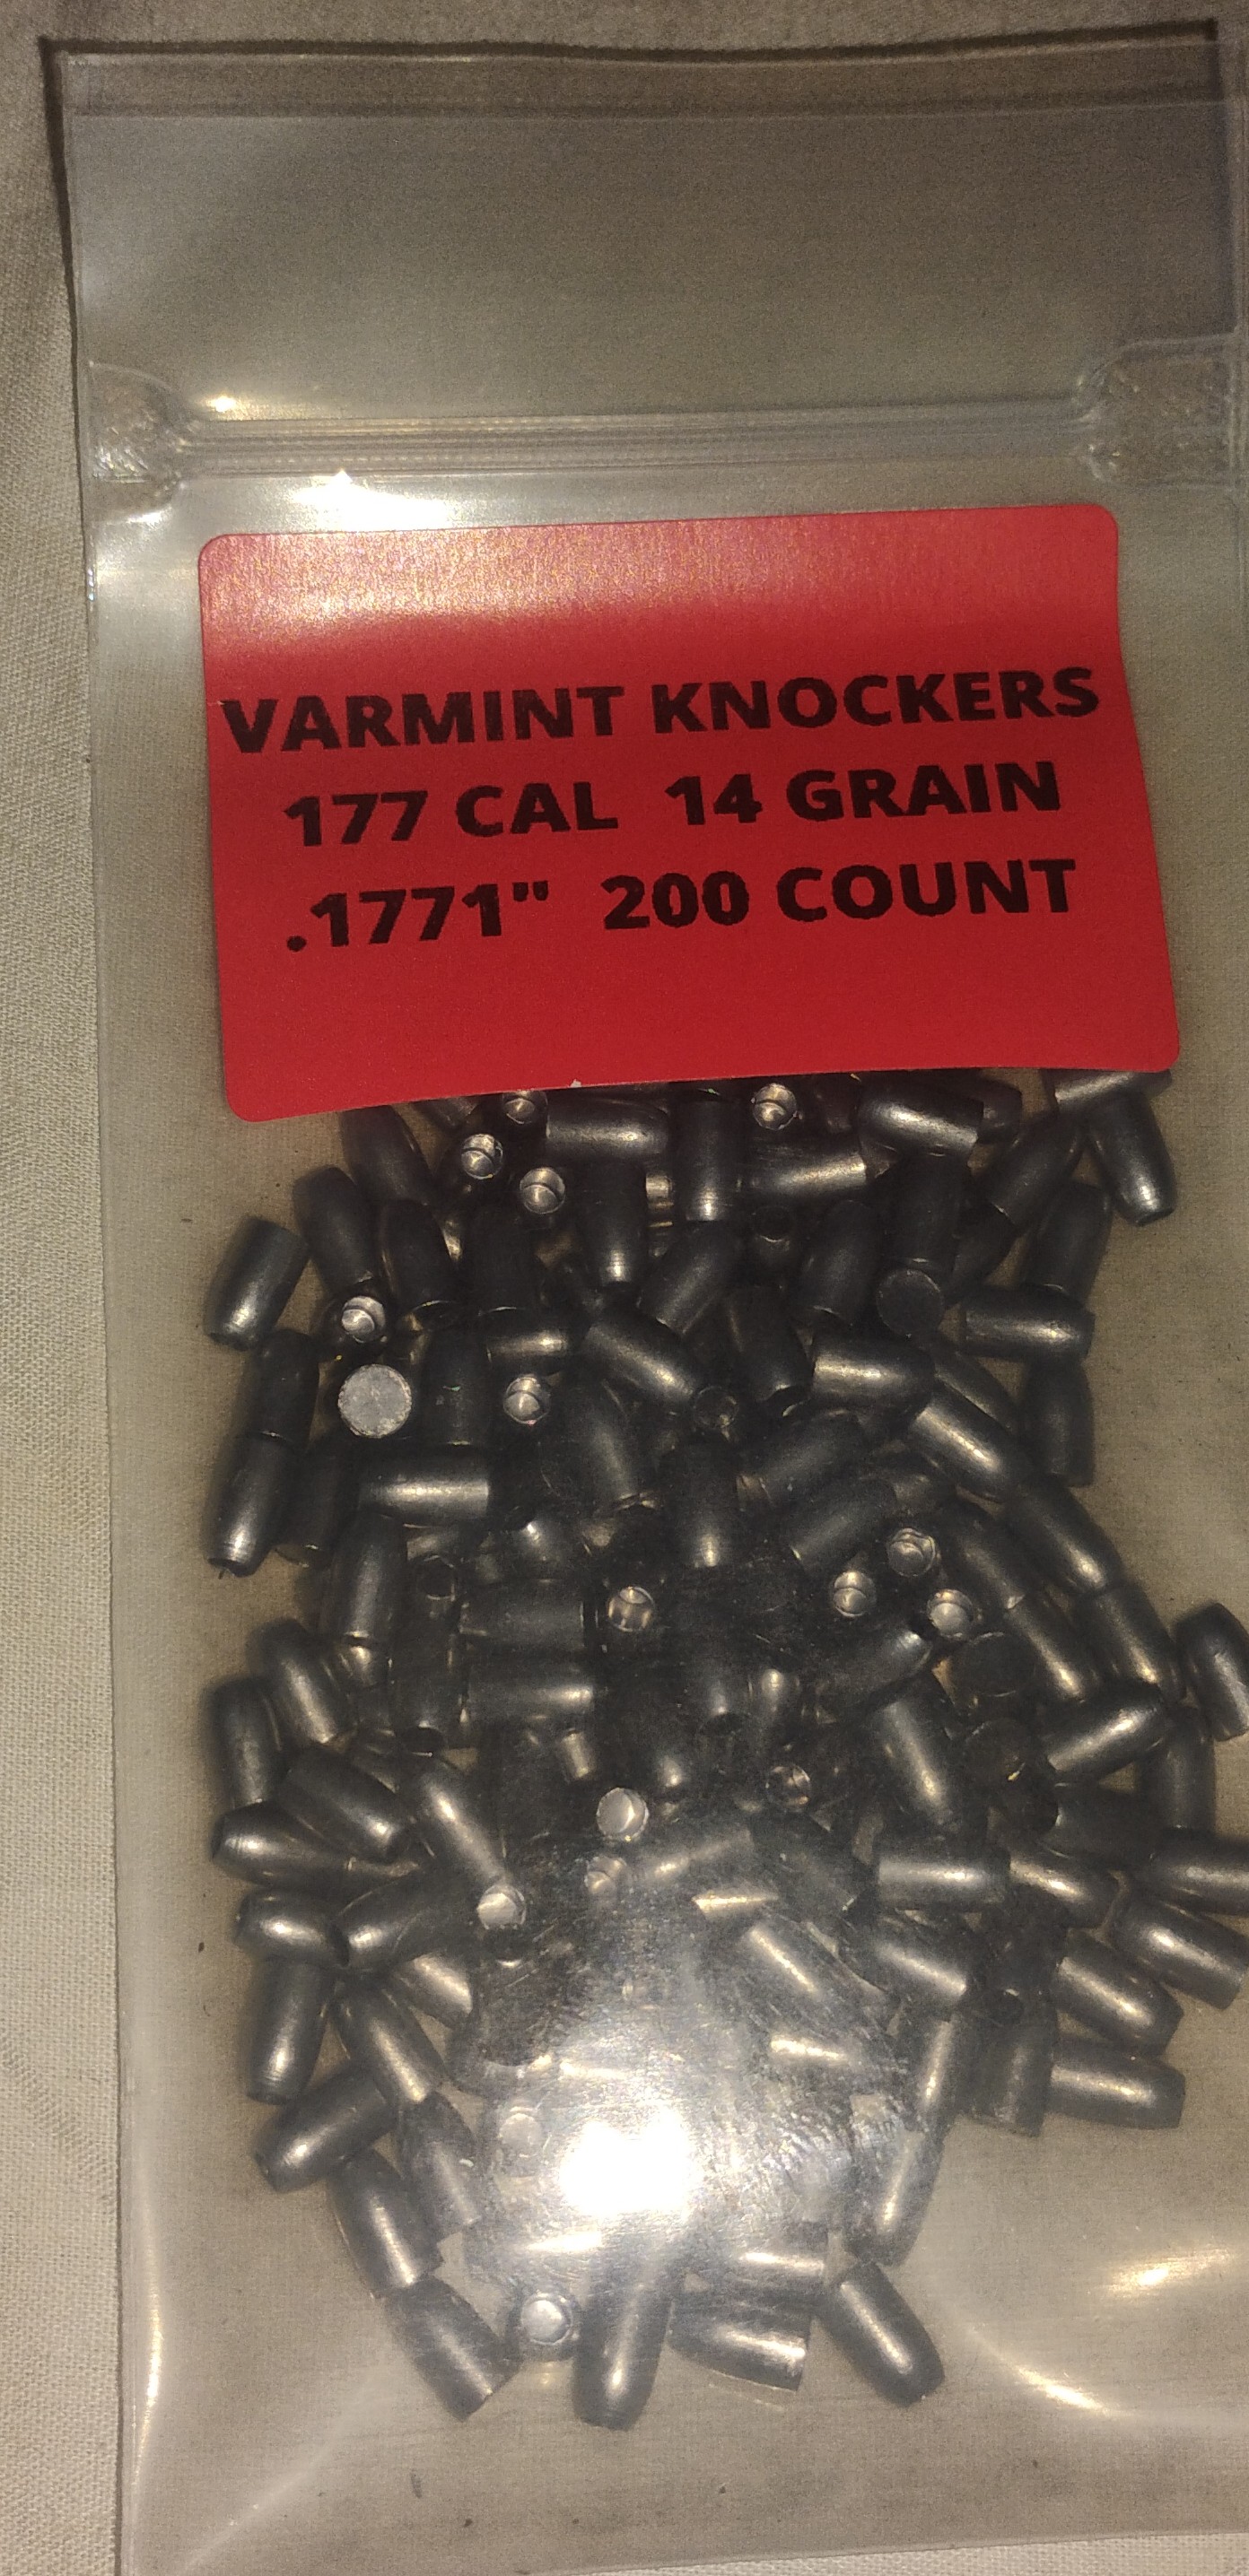 VARMINT KNOCKERS
177 CAL 14 GRAIN
.1771" 200 COUNT